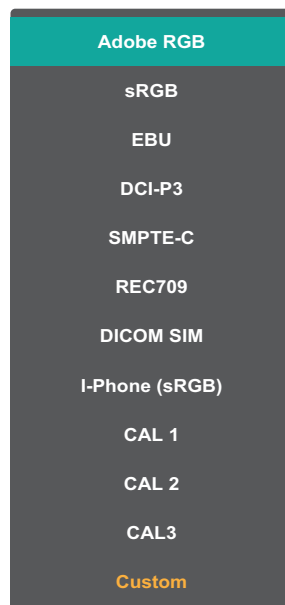 Adobe RGB
sRGB
EBU
DCI-P3
SMPTE-C
REC709
DICOM SIM
I-Phone (sRGB)
CAL 1
CAL 2
CAL3
Custom